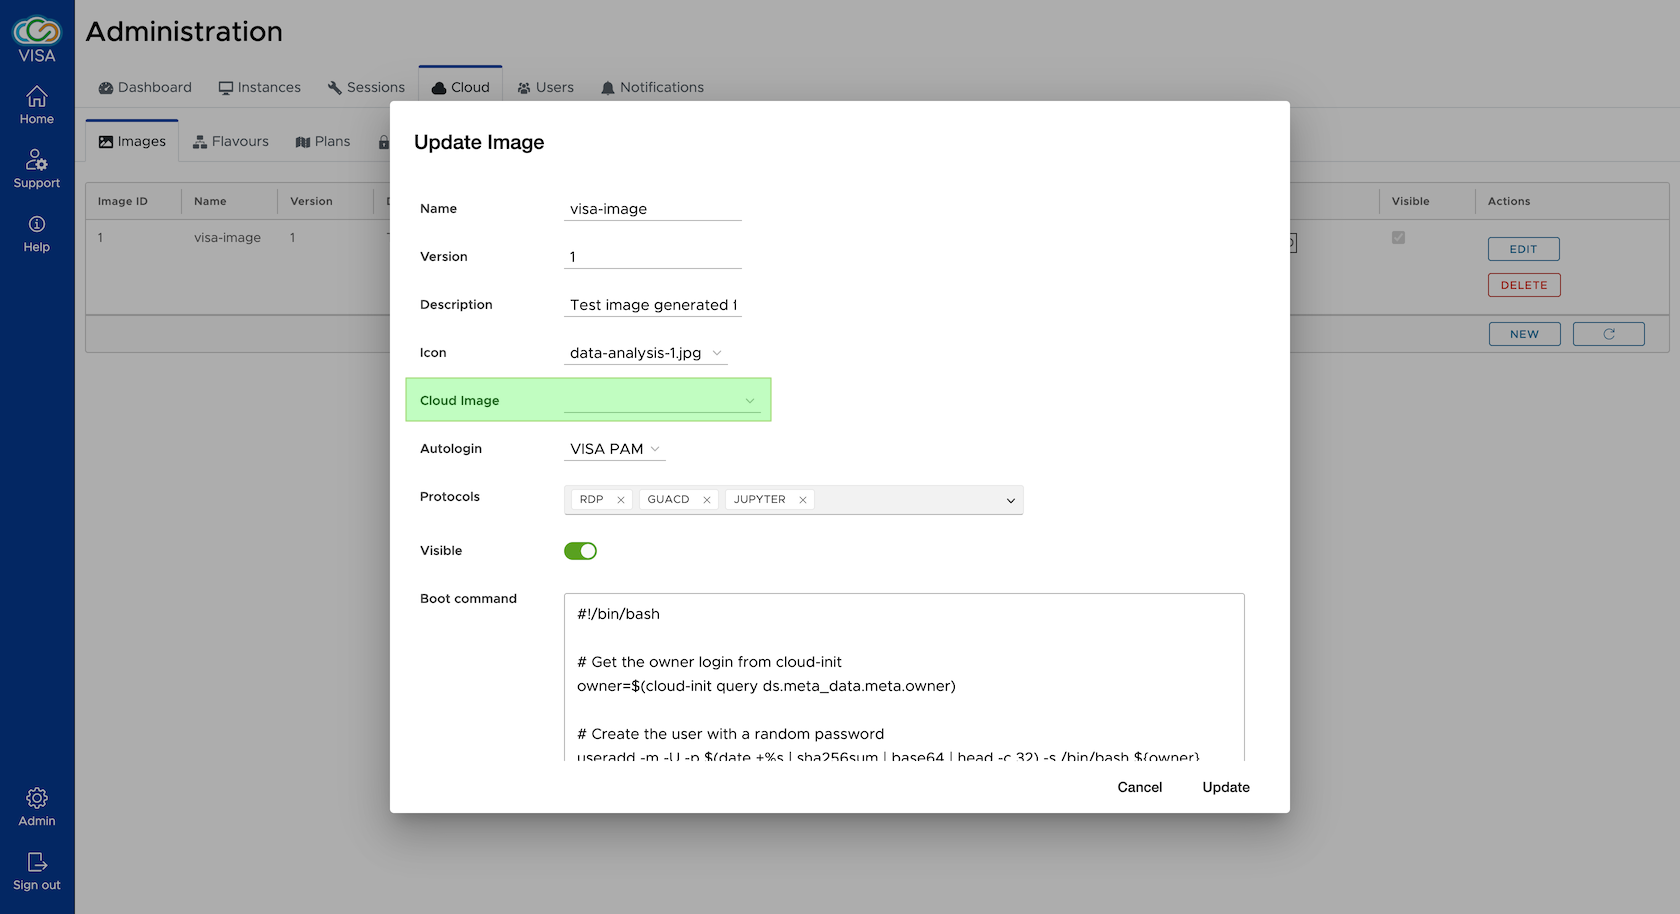 VISA
Home
Support
Help
Admin
Sign out
Administration
Dashboard Instances Sessions Cloud Users Notifications
Images Flavours Plans
Image ID Name Version Visible Actions
1 visa-image 1 EDIT
DELETE
NEW
Update Image
Name visa-image
Version 1
Description Test image generated
Icon data-analysis-1.jpg
Cloud Image
Autologin VISA PAM
Protocols RDP × GUACD × JUPYTER ×
Visible
Boot command
#!/bin/bash
# Get the owner login from cloud-init
owner=$(cloud-init query ds.meta_data.meta.owner)
# Create the user with a random password
useradd -m -U -p $(date +%s | sha256sum | base64 | head -c 32) -s /bin/bash ${owner}
Cancel Update